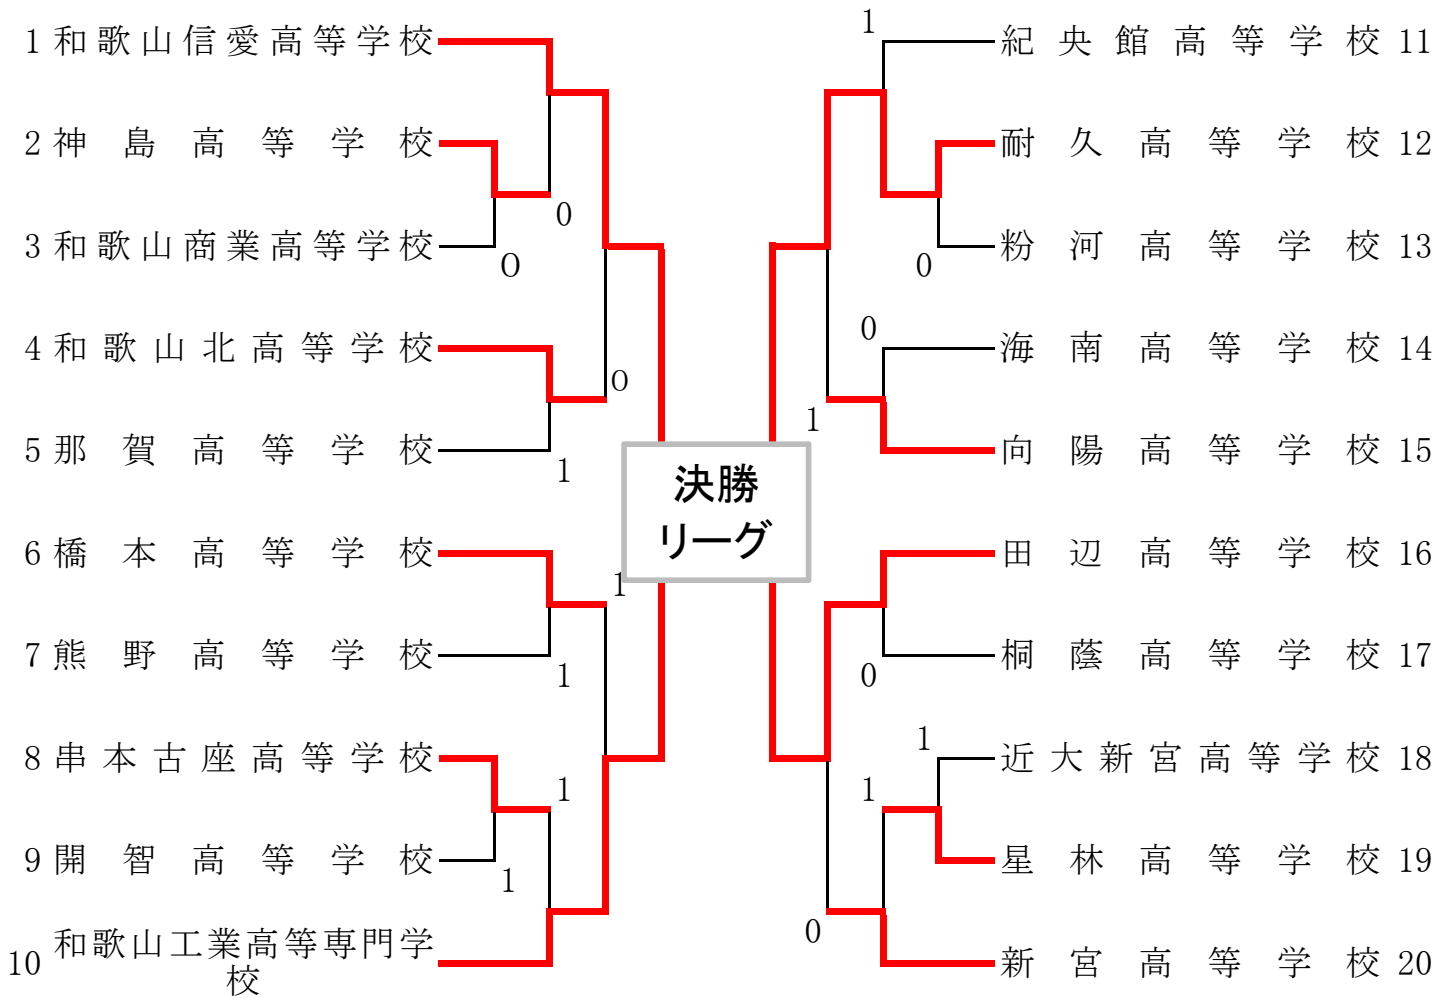 1 和歌山信愛高等学校
2 神島高等学校
0
3 和歌山商業高等学校
0
4 和歌山北高等学校
0
5 那賀高等学校
1
6 橋本高等学校
1
7 熊野高等学校
1
8 串本古座高等学校
1
9 開智高等学校
1
10 和歌山工業高等専門学
校
決勝
リーグ
1
紀央館高等学校 11
耐久高等学校 12
粉河高等学校 13
0
0
海南高等学校 14
1
向陽高等学校 15
田辺高等学校 16
桐蔭高等学校 17
0
1
近大新宮高等学校 18
1
星林高等学校 19
0
新宮高等学校 20